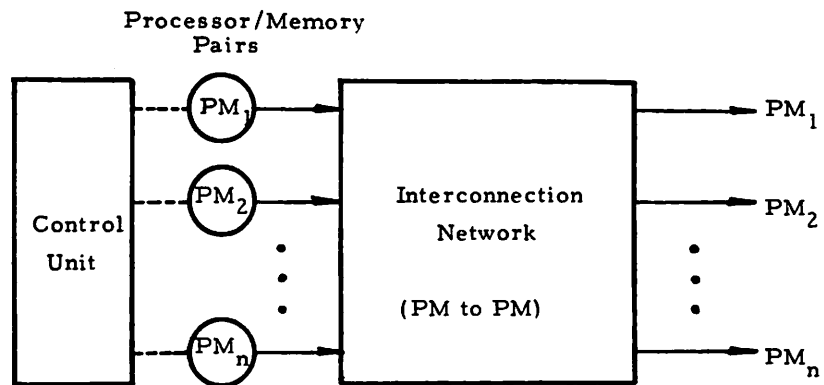 Processor/Memory
Pairs
Control
Unit
PM₁
PM₂
PMₙ
Interconnection
Network
(PM to PM)
PM₁
PM₂
PMₙ